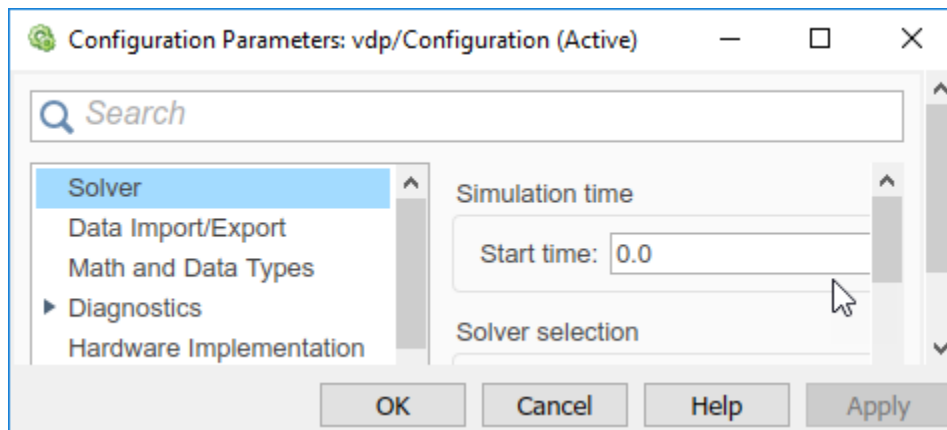 Configuration Parameters: vdp/Configuration (Active)
Search
Solver
Data Import/Export
Math and Data Types
Diagnostics
Hardware Implementation
Simulation time
Start time: 0.0
Solver selection
OK Cancel Help Apply